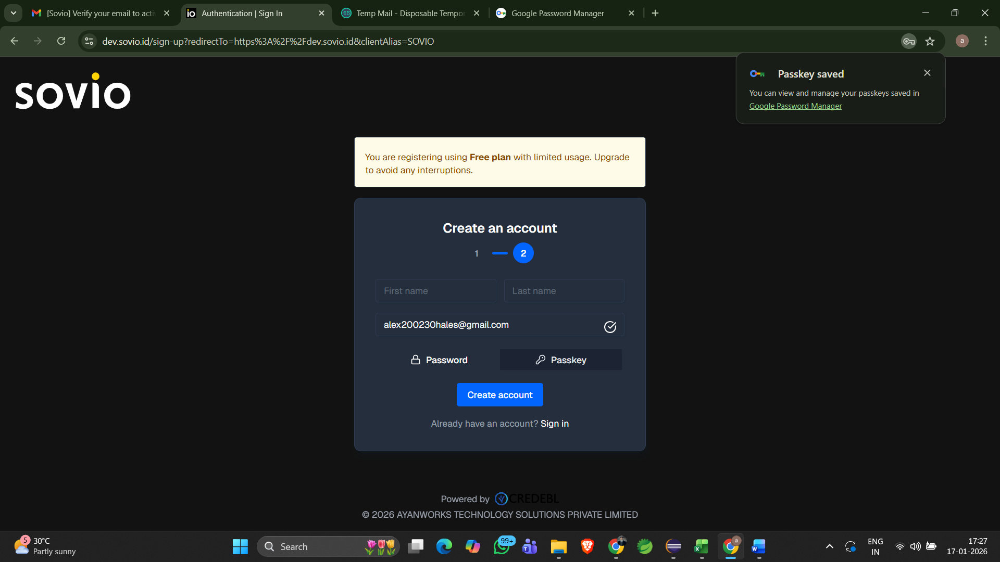 [Sovio] Verify your email to acti
Authentication | Sign In
Temp Mail - Disposable Tempor
Google Password Manager
dev.sovio.id/sign-up?redirectTo=https%3A%2F%2Fdev.sovio.id&clientAlias=SOVIO
a
sovio
Passkey saved
You can view and manage your passkeys saved in
Google Password Manager
You are registering using Free plan with limited usage. Upgrade
to avoid any interruptions.
Create an account
1
2
First name
Last name
alex200230hales@gmail.com
Password
Passkey
Create account
Already have an account? Sign in
Powered by CREDEBL
© 2026 AYANWORKS TECHNOLOGY SOLUTIONS PRIVATE LIMITED
5
30°C
Partly sunny
Search
99+
ENG
IN
17:27
17-01-2026